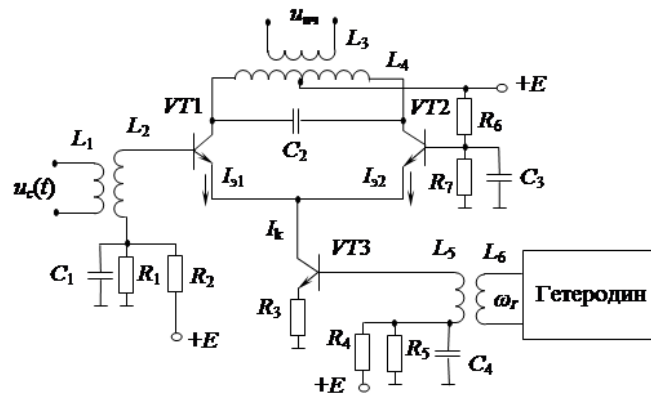 uпч
L3
L4
+E
VT1
VT2
R6
L1
L2
C2
uc(t)
Iэ1
Iэ2
R7
C3
Iк
VT3
L5
L6
C1
R1
R2
R3
ωг
Гетеродин
R4
R5
C4
+E
+E